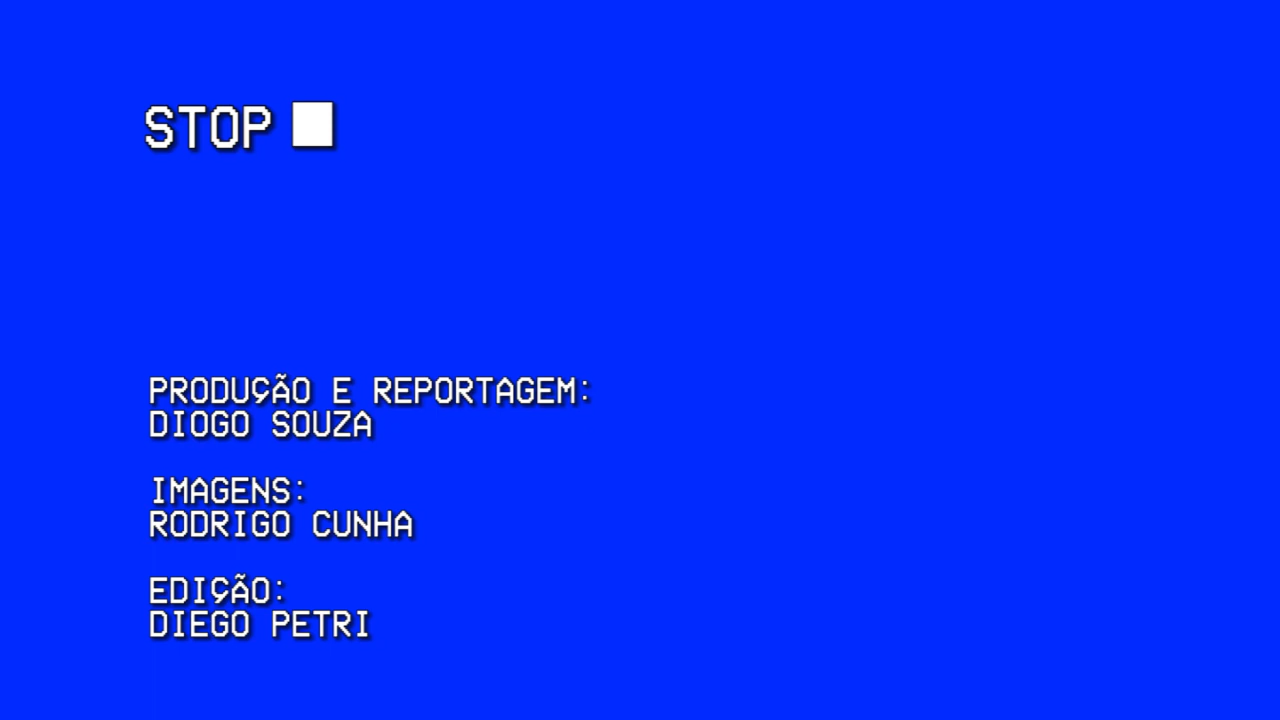 STOP ■
PRODUÇÃO E REPORTAGEM:
DIOGO SOUZA
IMAGENS:
RODRIGO CUNHA
EDIÇÃO:
DIEGO PETRI